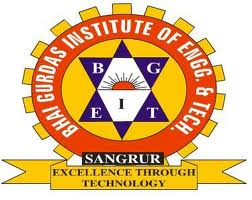 BHAI GURDAS INSTITUTE OF ENGG. & TECH.
B G
I
E T
SANGRUR
EXCELLENCE THROUGH
TECHNOLOGY